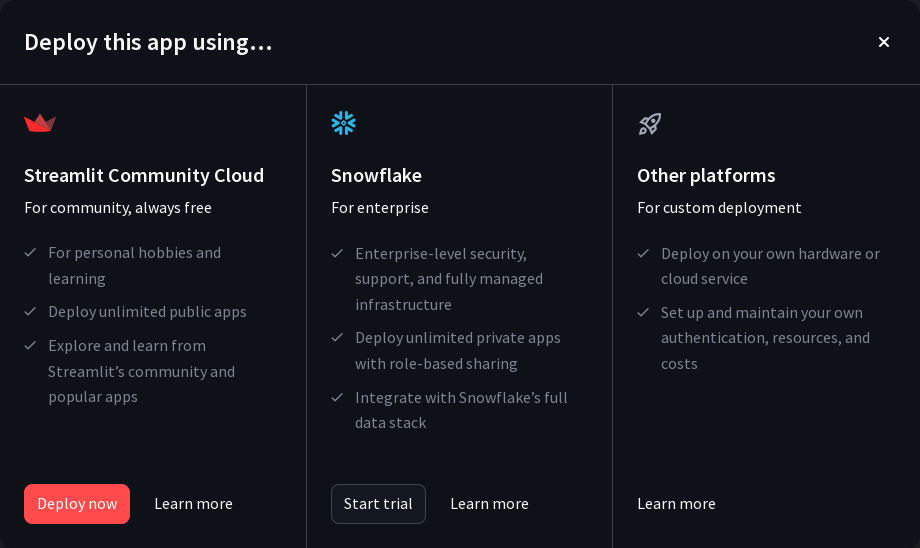 Deploy this app using...
Streamlit Community Cloud
For community, always free
For personal hobbies and
learning
Deploy unlimited public apps
Explore and learn from
Streamlit’s community and
popular apps
Deploy now
Learn more
Snowflake
For enterprise
Enterprise-level security,
support, and fully managed
infrastructure
Deploy unlimited private apps
with role-based sharing
Integrate with Snowflake’s full
data stack
Start trial
Learn more
Other platforms
For custom deployment
Deploy on your own hardware or
cloud service
Set up and maintain your own
authentication, resources, and
costs
Learn more